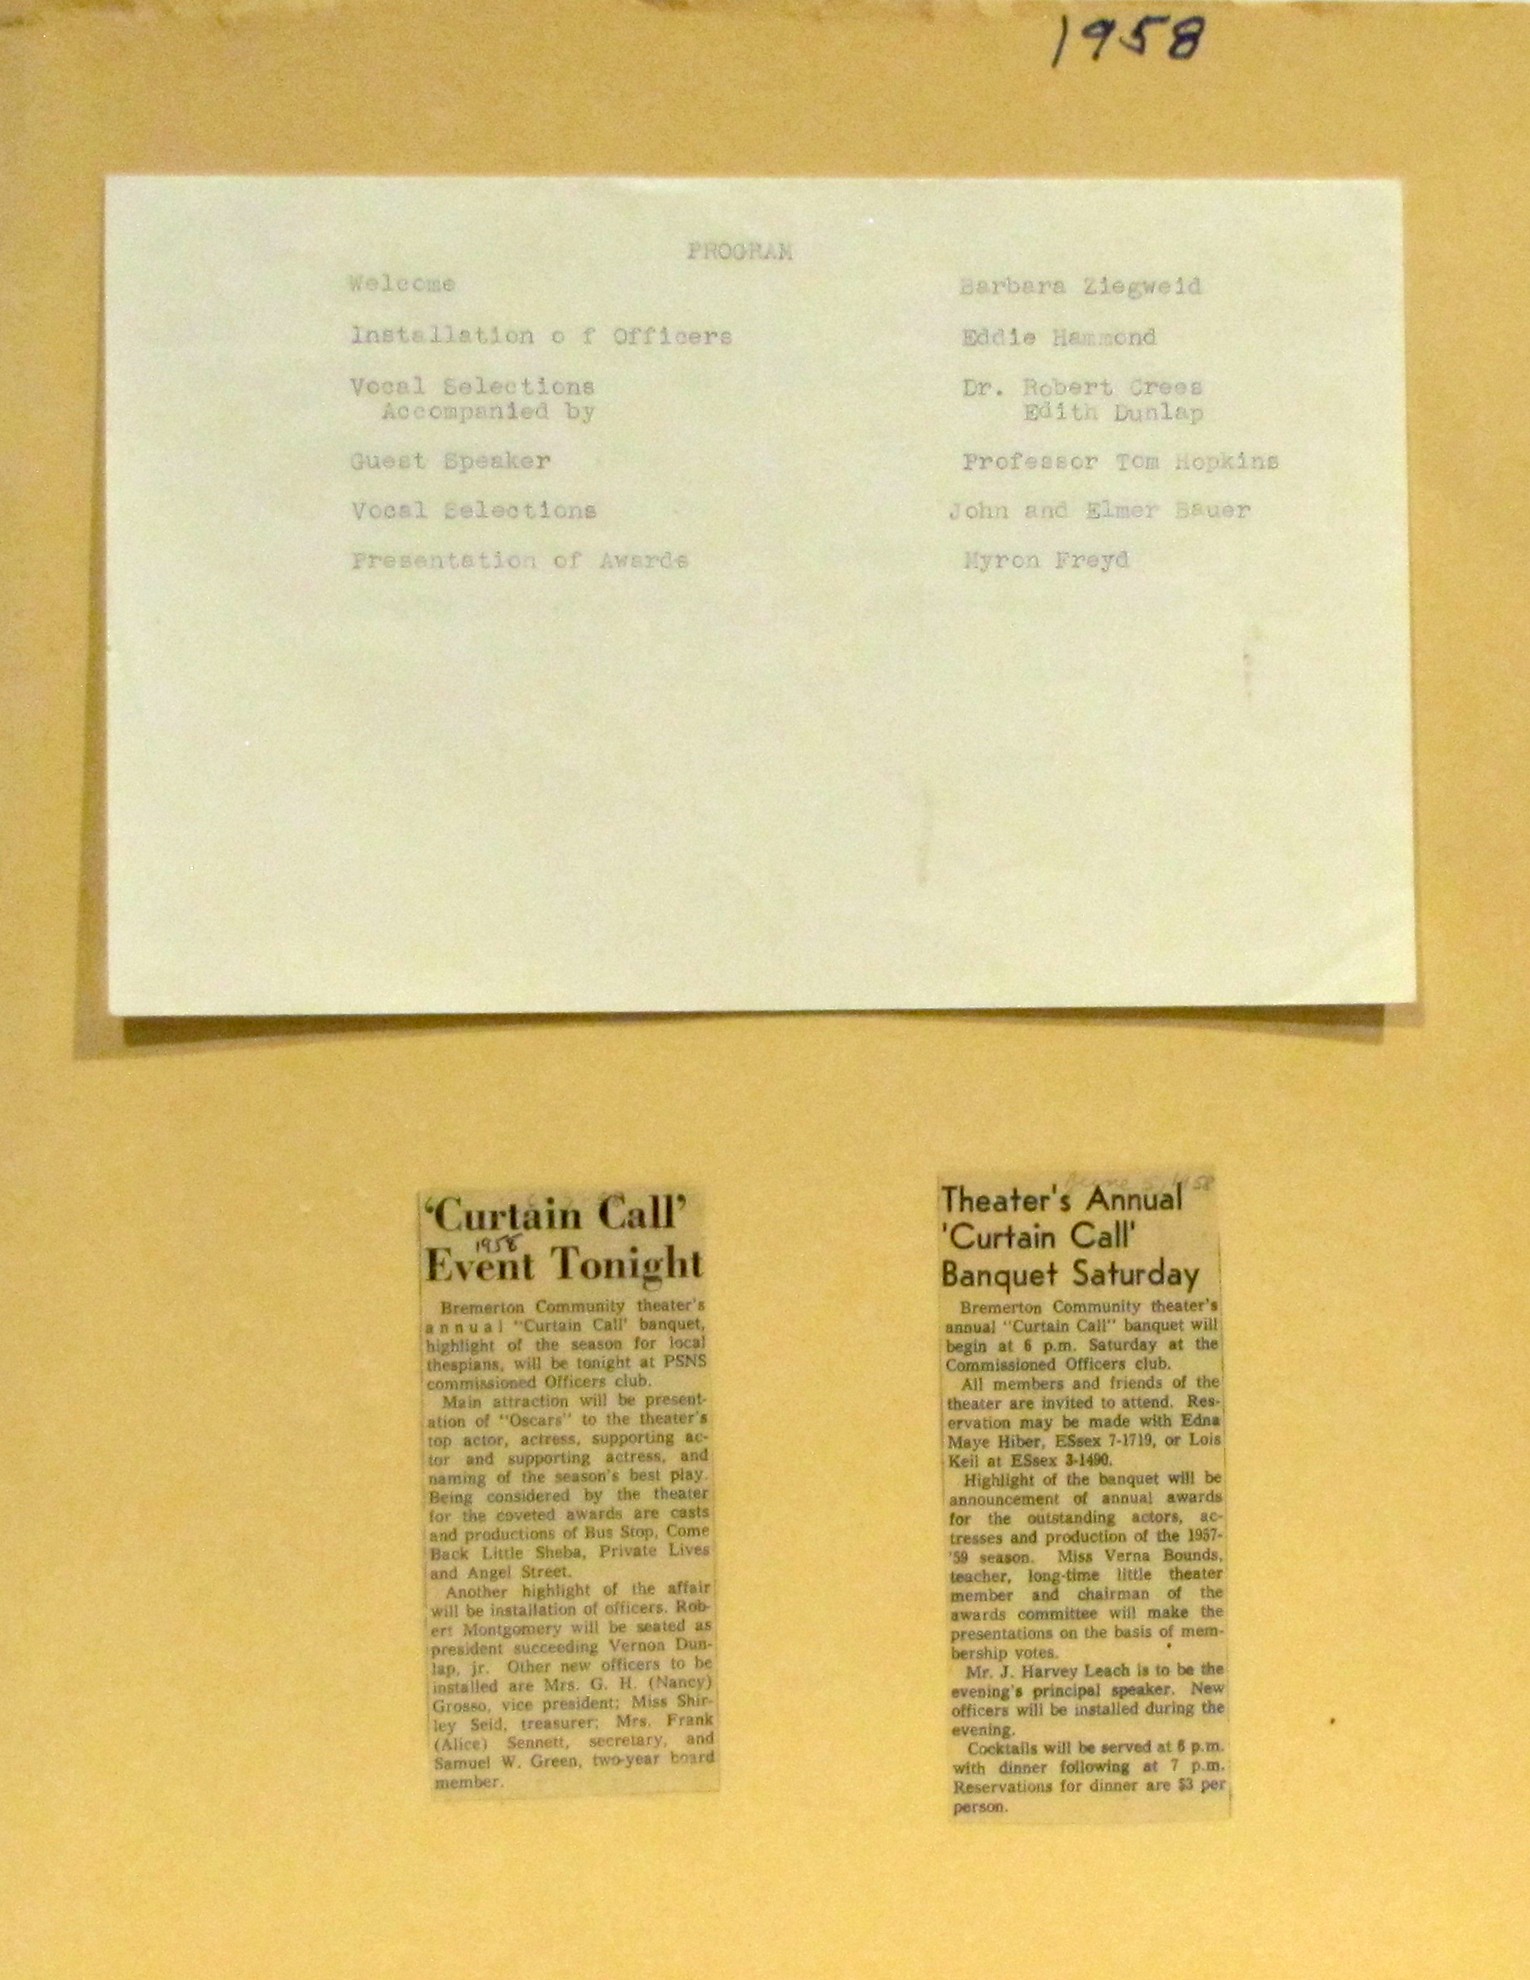 1958
PROGRAM
Welcome Barbara Ziegweid
Installation o f Officers Eddie Hammond
Vocal Selections Dr. Robert Crees
Accompanied by Edith Dunlap
Guest Speaker Professor Tom Hopkins
Vocal Selections John and Elmer Bauer
Presentation of Awards Myron Freyd
'Curtain Call'
1958
Event Tonight
Bremerton Community theater's
annual "Curtain Call' banquet,
highlight of the season for local
thespians, will be tonight at PSNS
commissioned Officers club.
Main attraction will be present-
ation of "Oscars" to the theater's
top actor, actress, supporting ac-
tor and supporting actress, and
naming of the season's best play.
Being considered by the theater
for the coveted awards are casts
and productions of Bus Stop, Come
Back Little Sheba, Private Lives
and Angel Street.
Another highlight of the affair
will be installation of officers. Rob-
ert Montgomery will be seated as
president succeeding Vernon Dun-
lap, jr. Other new officers to be
installed are Mrs. G. H. (Nancy)
Grosso, vice president; Miss Shir-
ley Seid, treasurer; Mrs. Frank
(Alice) Sennett, secretary, and
Samuel W. Green, two-year board
member.
1958
Theater's Annual
'Curtain Call'
Banquet Saturday
Bremerton Community theater's
annual "Curtain Call" banquet will
begin at 6 p.m. Saturday at the
Commissioned Officers club.
All members and friends of the
theater are invited to attend. Res-
ervation may be made with Edna
Maye Hiber, ESsex 7-1719, or Lois
Keil at ESsex 3-1490.
Highlight of the banquet will be
announcement of annual awards
for the outstanding actors, ac-
tresses and production of the 1957-
'59 season. Miss Verna Bounds,
teacher, long-time little theater
member and chairman of the
awards committee will make the
presentations on the basis of mem-
bership votes.
Mr. J. Harvey Leach is to be the
evening's principal speaker. New
officers will be installed during the
evening.
Cocktails will be served at 6 p.m.
with dinner following at 7 p.m.
Reservations for dinner are $3 per
person.